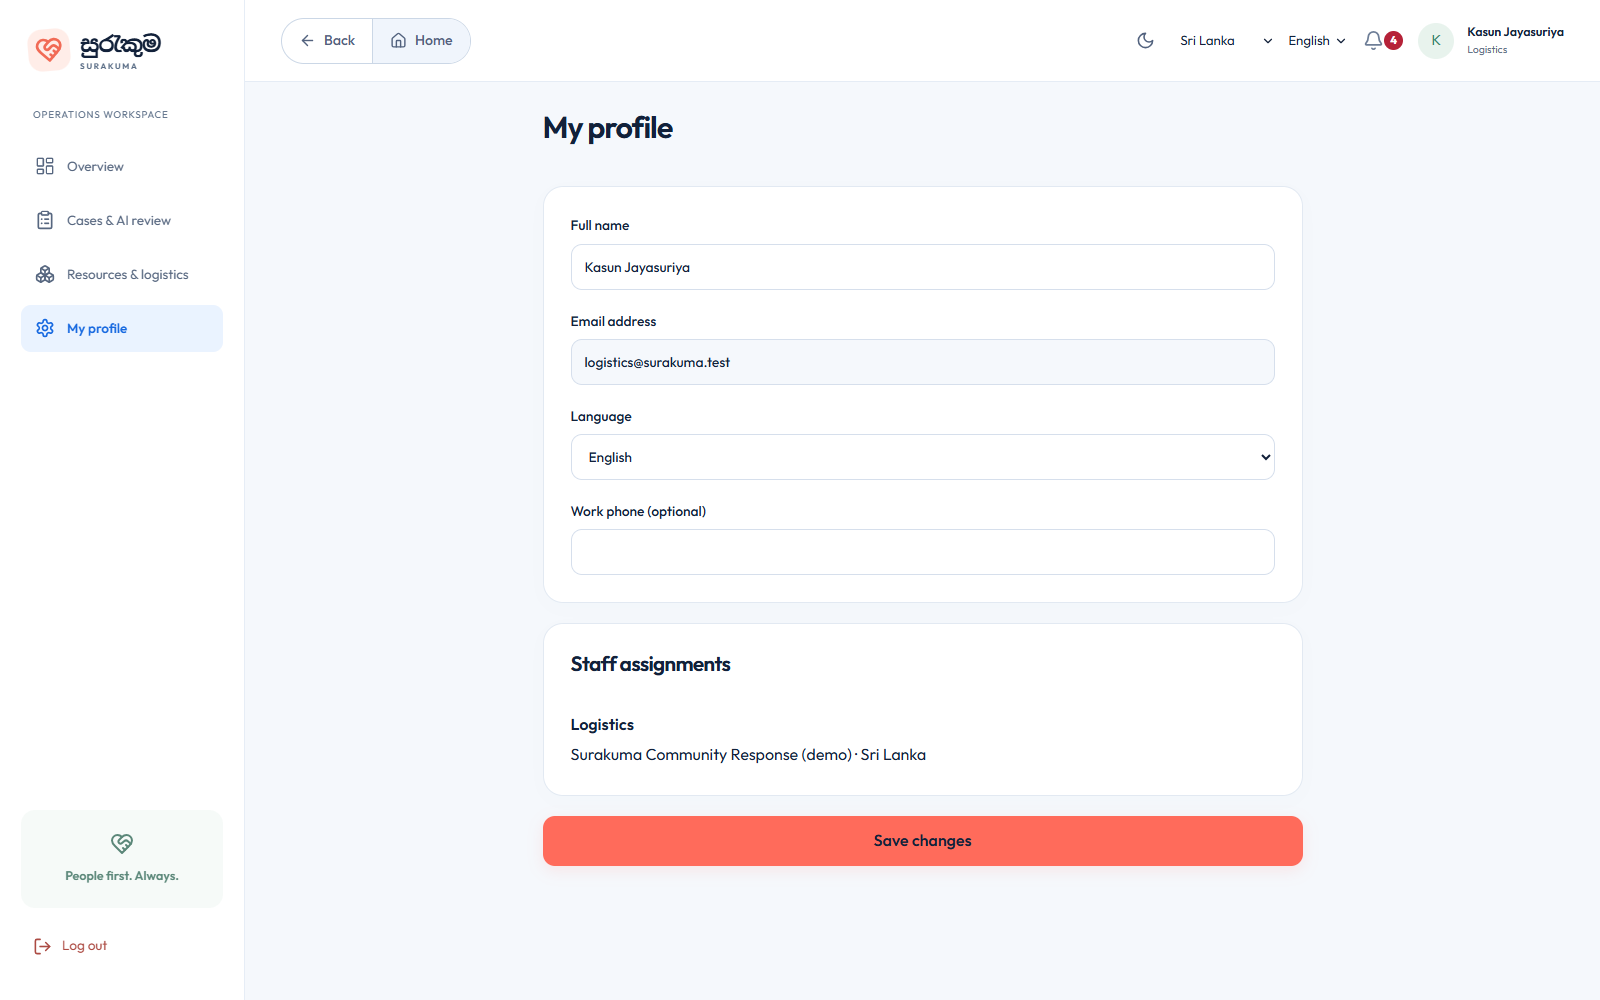 සුරැකුම
SURAKUMA
OPERATIONS WORKSPACE
Overview
Cases & AI review
Resources & logistics
My profile
People first. Always.
Log out
Back
Home
Sri Lanka
English
4
K
Kasun Jayasuriya
Logistics
My profile
Full name
Kasun Jayasuriya
Email address
logistics@surakuma.test
Language
English
Work phone (optional)
Staff assignments
Logistics
Surakuma Community Response (demo) · Sri Lanka
Save changes